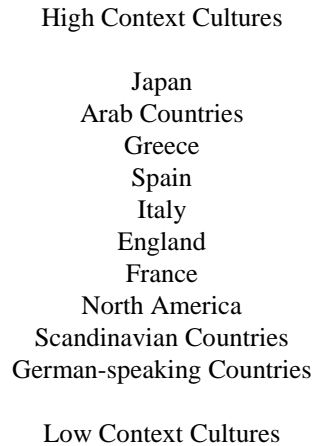 High Context Cultures
Japan
Arab Countries
Greece
Spain
Italy
England
France
North America
Scandinavian Countries
German-speaking Countries
Low Context Cultures